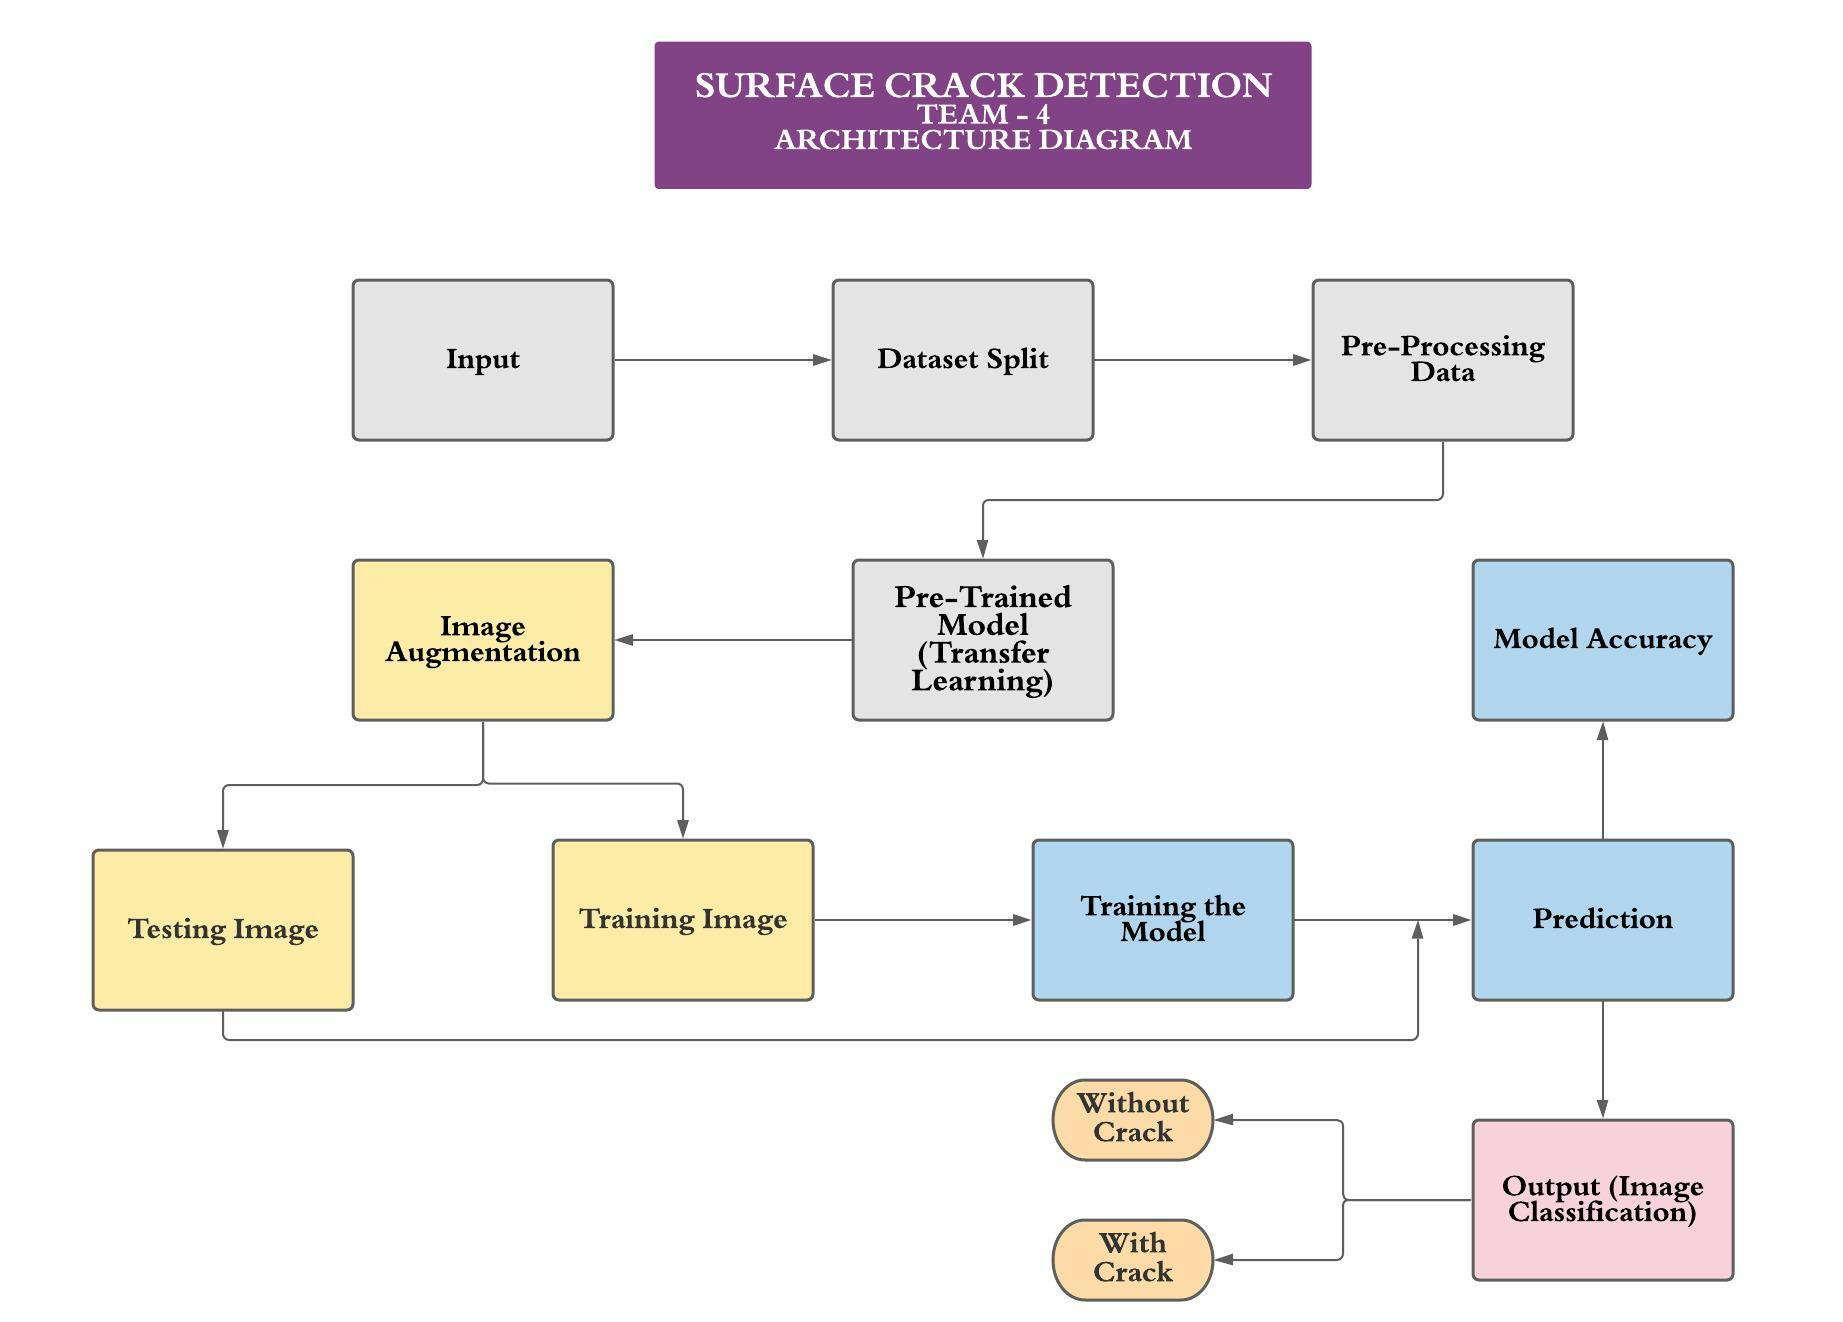 SURFACE CRACK DETECTION
TEAM - 4
ARCHITECTURE DIAGRAM
Input
Dataset Split
Pre-Processing
Data
Image
Augmentation
Pre-Trained
Model
(Transfer
Learning)
Model Accuracy
Testing Image
Training Image
Training the
Model
Prediction
Without
Crack
With
Crack
Output (Image
Classification)